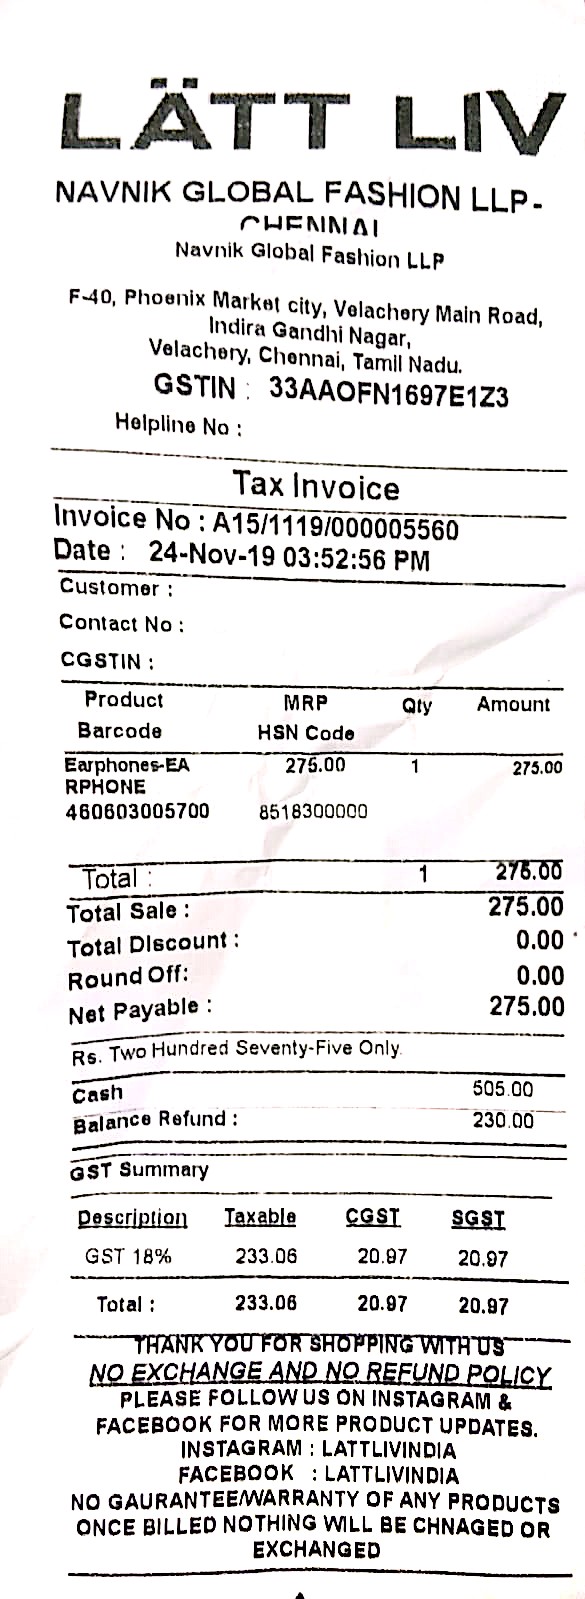 LÄTT LIV
NAVNIK GLOBAL FASHION LLP-
CHENNAI
Navnik Global Fashion LLP
F-40, Phoenix Market city, Velachery Main Road,
Indira Gandhi Nagar,
Velachery, Chennai, Tamil Nadu.
GSTIN : 33AAOFN1697E1Z3
Helpline No :
Tax Invoice
Invoice No : A15/1119/000005560
Date : 24-Nov-19 03:52:56 PM
Customer :
Contact No :
CGSTIN :
Product MRP Qty Amount
Barcode HSN Code
Earphones-EA 275.00 1 275.00
RPHONE
460603005700 8518300000
Total : 1 275.00
Total Sale : 275.00
Total Discount : 0.00
Round Off: 0.00
Net Payable : 275.00
Rs. Two Hundred Seventy-Five Only.
Cash 505.00
Balance Refund : 230.00
GST Summary
Description Taxable CGST SGST
GST 18% 233.06 20.97 20.97
Total : 233.06 20.97 20.97
THANK YOU FOR SHOPPING WITH US
NO EXCHANGE AND NO REFUND POLICY
PLEASE FOLLOW US ON INSTAGRAM &
FACEBOOK FOR MORE PRODUCT UPDATES.
INSTAGRAM : LATTLIVINDIA
FACEBOOK : LATTLIVINDIA
NO GAURANTEE/WARRANTY OF ANY PRODUCTS
ONCE BILLED NOTHING WILL BE CHNAGED OR
EXCHANGED